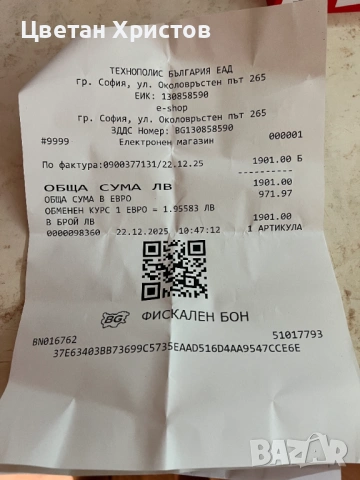 Цветан Христов
ТЕХНОПОЛИС БЪЛГАРИЯ ЕАД
гр. София, ул. Околовръстен път 265
ЕИК: 130858590
e-shop
гр. София, ул. Околовръстен път 265
ЗДДС Номер: BG130858590
#9999 Електронен магазин 000001
По фактура:0900377131/22.12.25 1901.00 Б
----------
ОБЩА СУМА ЛВ 1901.00
ОБЩА СУМА В ЕВРО 971.97
ОБМЕНЕН КУРС 1 ЕВРО = 1.95583 ЛВ
В БРОЙ ЛВ 1901.00
0000098360 22.12.2025 10:47:12 1 АРТИКУЛА
BG ФИСКАЛЕН БОН
BN016762 51017793
37E63403BB73699C5735EAAD516D4AA9547CCE6E
BAZAR